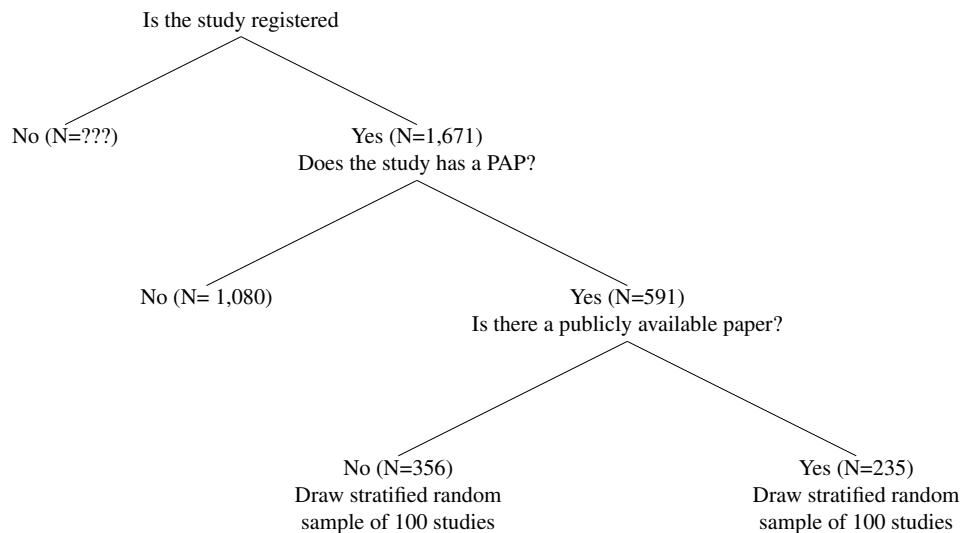 Is the study registered
No (N=???)
Yes (N=1,671)
Does the study has a PAP?
No (N= 1,080)
Yes (N=591)
Is there a publicly available paper?
No (N=356)
Draw stratified random
sample of 100 studies
Yes (N=235)
Draw stratified random
sample of 100 studies